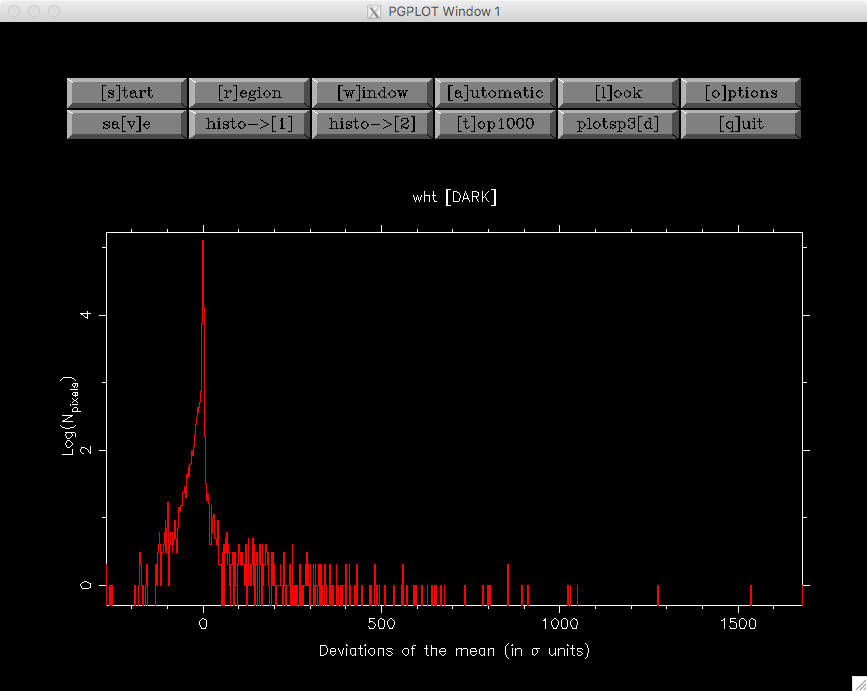 PGPLOT Window 1
[s]tart [r]egion [w]indow [a]utomatic [l]ook [o]ptions
sa[v]e histo->[1] histo->[2] [t]op1000 plotsp3[d] [q]uit
wht [DARK]
Log(Npixels)
4
2
0
0 500 1000 1500
Deviations of the mean (in σ units)